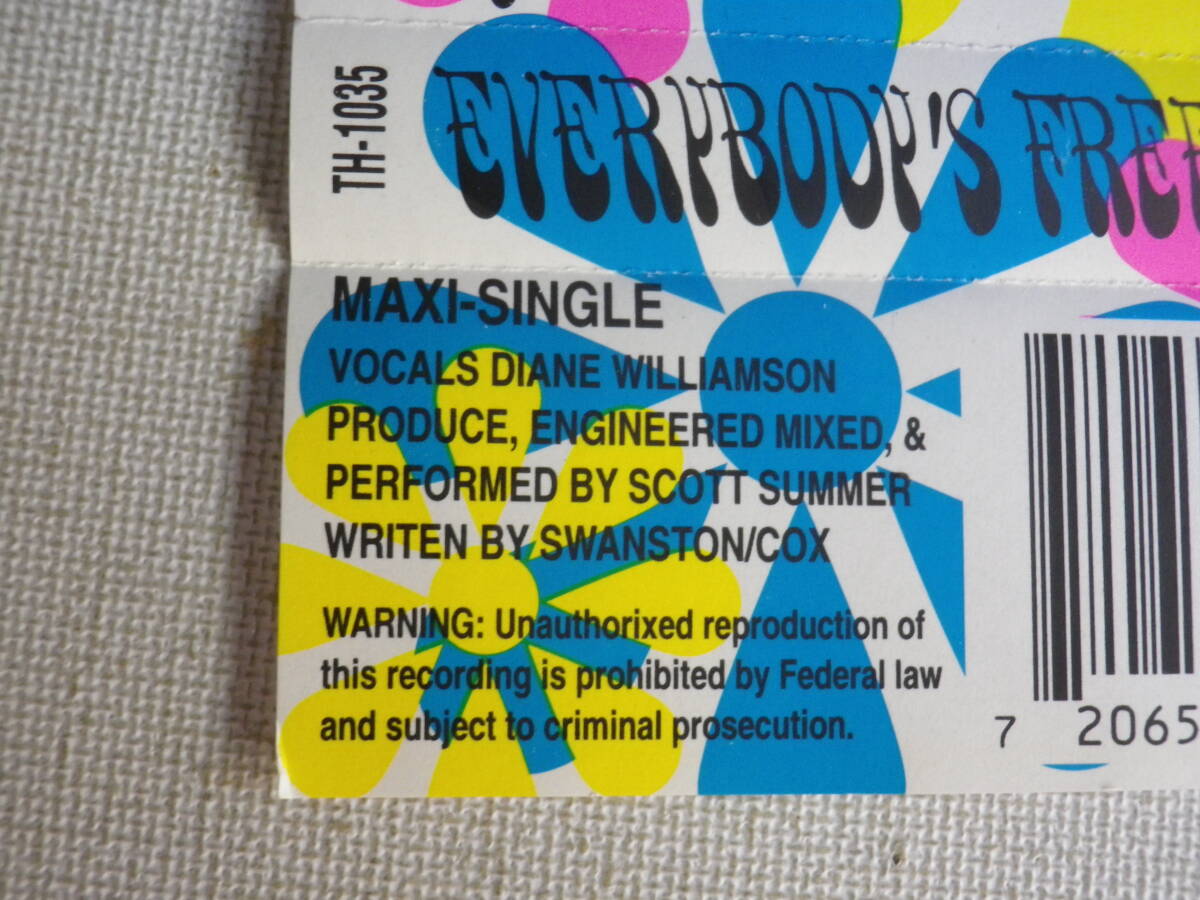 TH-1035
EVERYBODY'S FREE
MAXI-SINGLE
VOCALS DIANE WILLIAMSON
PRODUCE, ENGINEERED MIXED, &
PERFORMED BY SCOTT SUMMER
WRITEN BY SWANSTON/COX
WARNING: Unauthorixed reproduction of
this recording is prohibited by Federal law
and subject to criminal prosecution.
7 2065